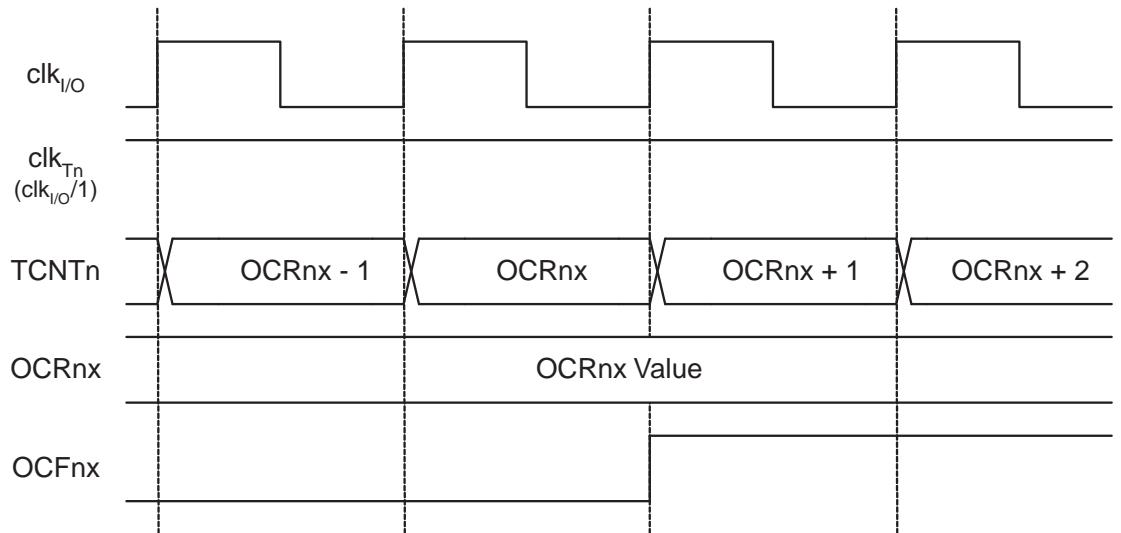 clkI/O
clkTn
(clkI/O/1)
TCNTn
OCRnx - 1
OCRnx
OCRnx + 1
OCRnx + 2
OCRnx
OCRnx Value
OCFnx